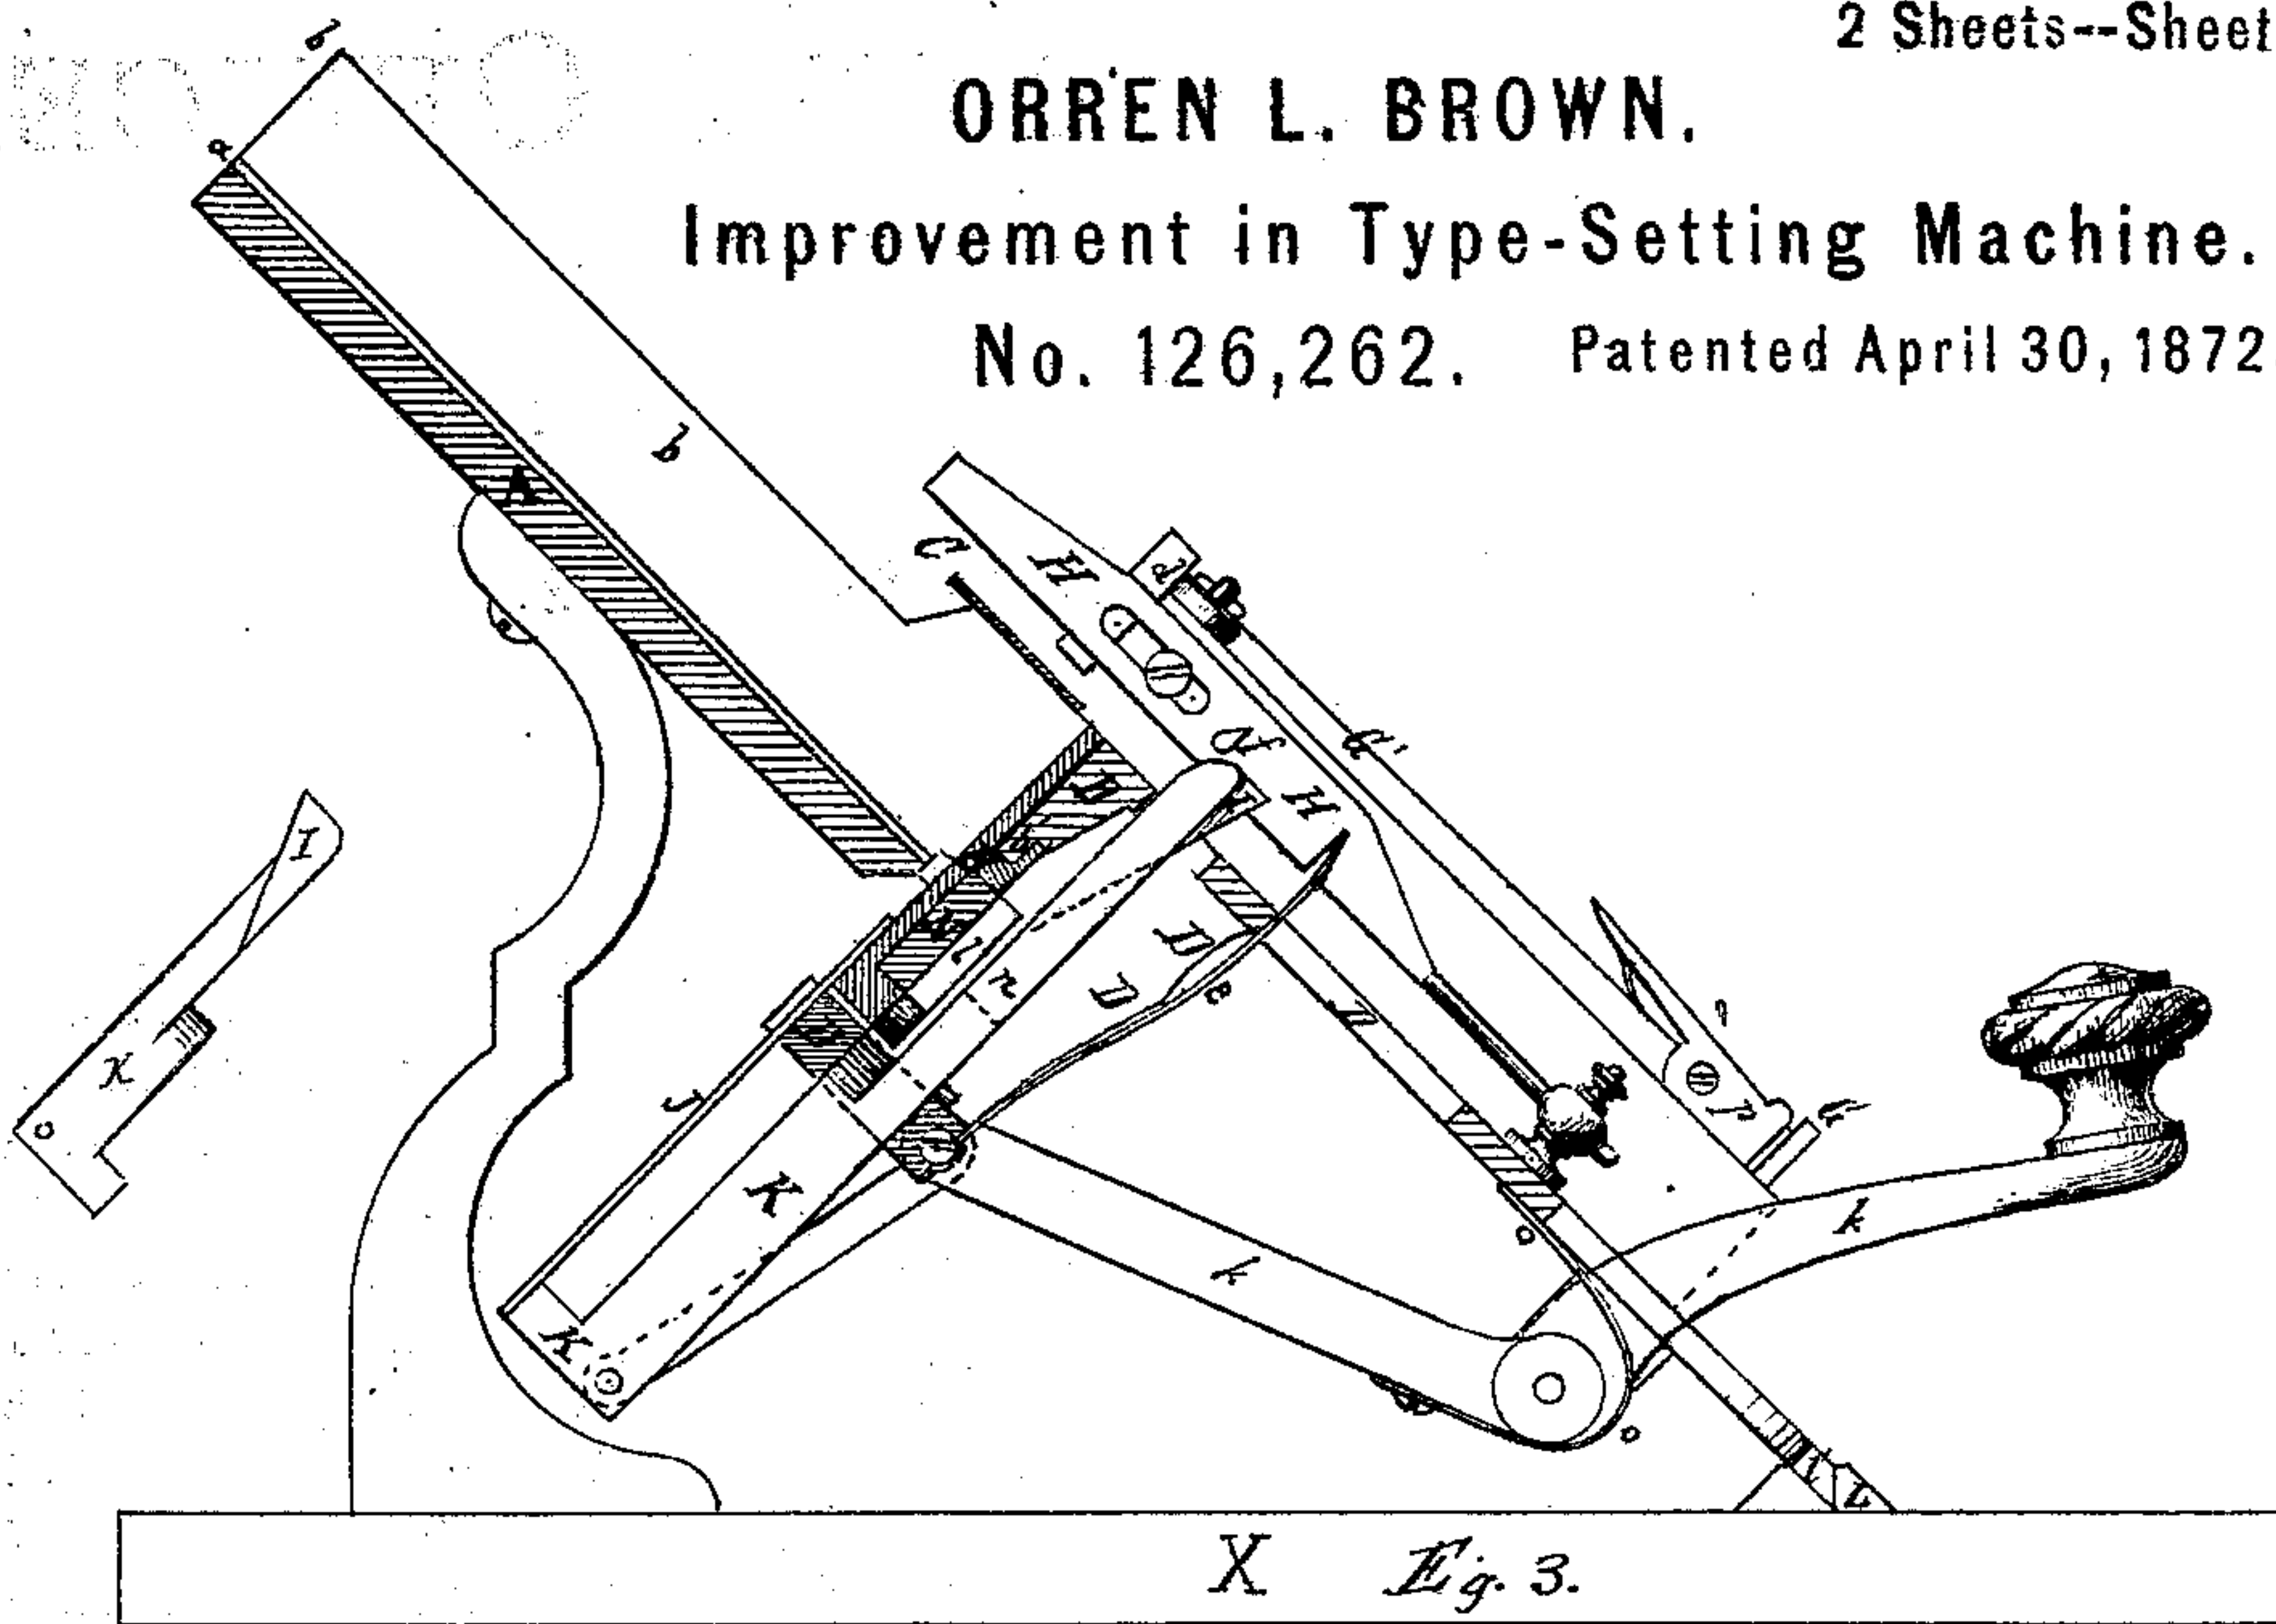 2 Sheets--Sheet
ORREN L. BROWN.
Improvement in Type-Setting Machine.
No. 126,262. Patented April 30, 1872.
b
a
b
A
C
H
d
G'
H
B
I
D
D
e
l
n
n
K
J
r
G
K
k
k
o
K
o
L
X Fig. 3.